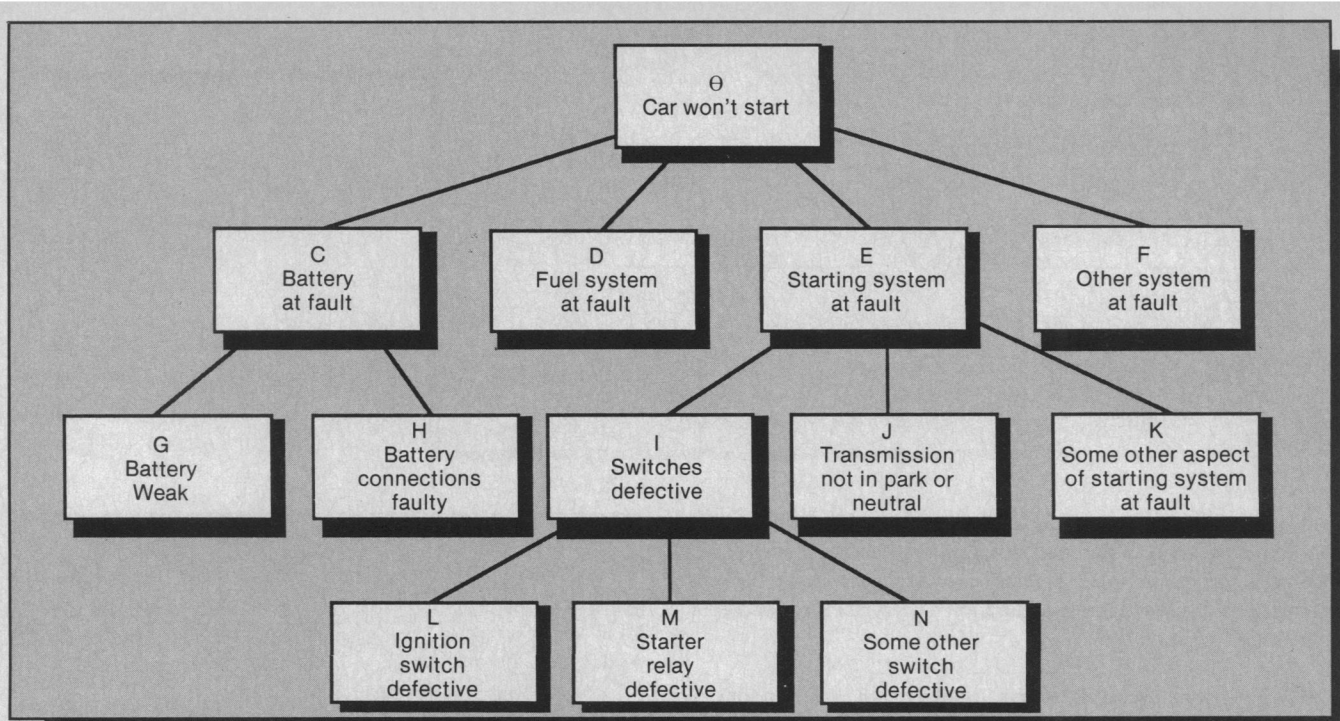 Θ
Car won't start
C
Battery
at fault
D
Fuel system
at fault
E
Starting system
at fault
F
Other system
at fault
G
Battery
Weak
H
Battery
connections
faulty
I
Switches
defective
J
Transmission
not in park or
neutral
K
Some other aspect
of starting system
at fault
L
Ignition
switch
defective
M
Starter
relay
defective
N
Some other
switch
defective